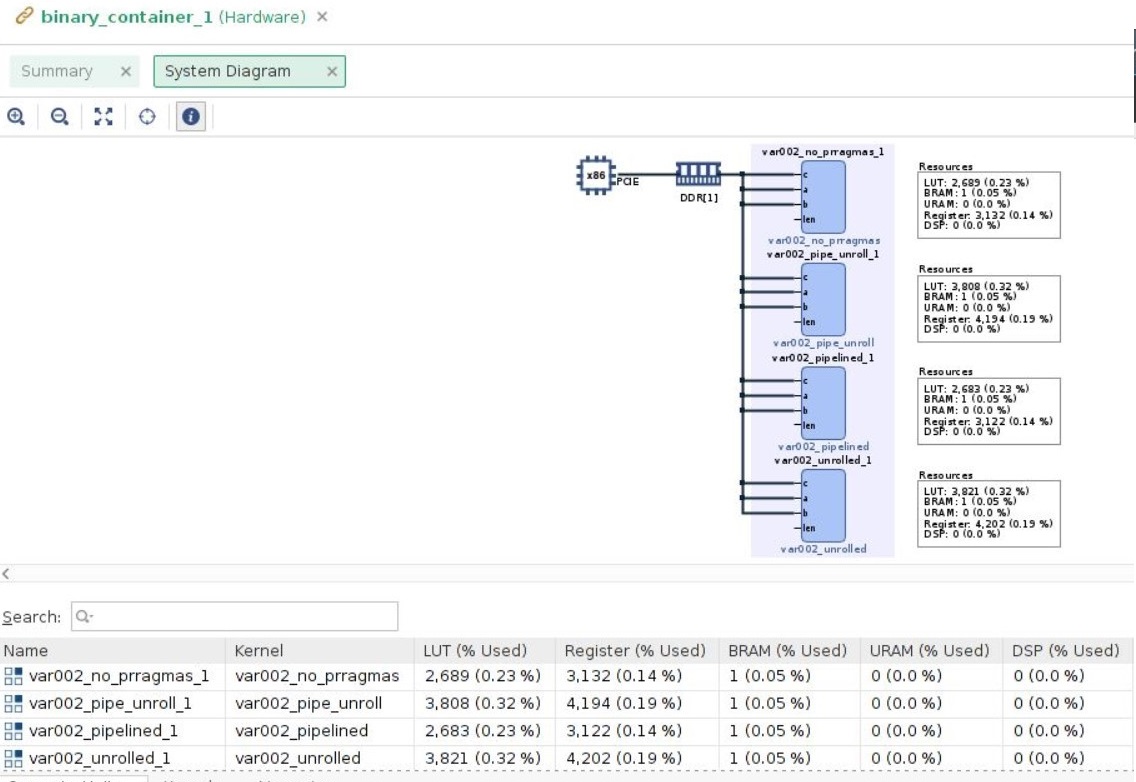 binary_container_1 (Hardware) ×
Summary × System Diagram ×
x86
PCIE
DDR[1]
var002_no_prragmas_1
c
a
b
len
var002_no_prragmas
Resources
LUT: 2,689 (0.23 %)
BRAM: 1 (0.05 %)
URAM: 0 (0.0 %)
Register: 3,132 (0.14 %)
DSP: 0 (0.0 %)
var002_pipe_unroll_1
c
a
b
len
var002_pipe_unroll
Resources
LUT: 3,808 (0.32 %)
BRAM: 1 (0.05 %)
URAM: 0 (0.0 %)
Register: 4,194 (0.19 %)
DSP: 0 (0.0 %)
var002_pipelined_1
c
a
b
len
var002_pipelined
Resources
LUT: 2,683 (0.23 %)
BRAM: 1 (0.05 %)
URAM: 0 (0.0 %)
Register: 3,122 (0.14 %)
DSP: 0 (0.0 %)
var002_unrolled_1
c
a
b
len
var002_unrolled
Resources
LUT: 3,821 (0.32 %)
BRAM: 1 (0.05 %)
URAM: 0 (0.0 %)
Register: 4,202 (0.19 %)
DSP: 0 (0.0 %)
Search:
Name Kernel LUT (% Used) Register (% Used) BRAM (% Used) URAM (% Used) DSP (% Used)
var002_no_prragmas_1 var002_no_prragmas 2,689 (0.23 %) 3,132 (0.14 %) 1 (0.05 %) 0 (0.0 %) 0 (0.0 %)
var002_pipe_unroll_1 var002_pipe_unroll 3,808 (0.32 %) 4,194 (0.19 %) 1 (0.05 %) 0 (0.0 %) 0 (0.0 %)
var002_pipelined_1 var002_pipelined 2,683 (0.23 %) 3,122 (0.14 %) 1 (0.05 %) 0 (0.0 %) 0 (0.0 %)
var002_unrolled_1 var002_unrolled 3,821 (0.32 %) 4,202 (0.19 %) 1 (0.05 %) 0 (0.0 %) 0 (0.0 %)